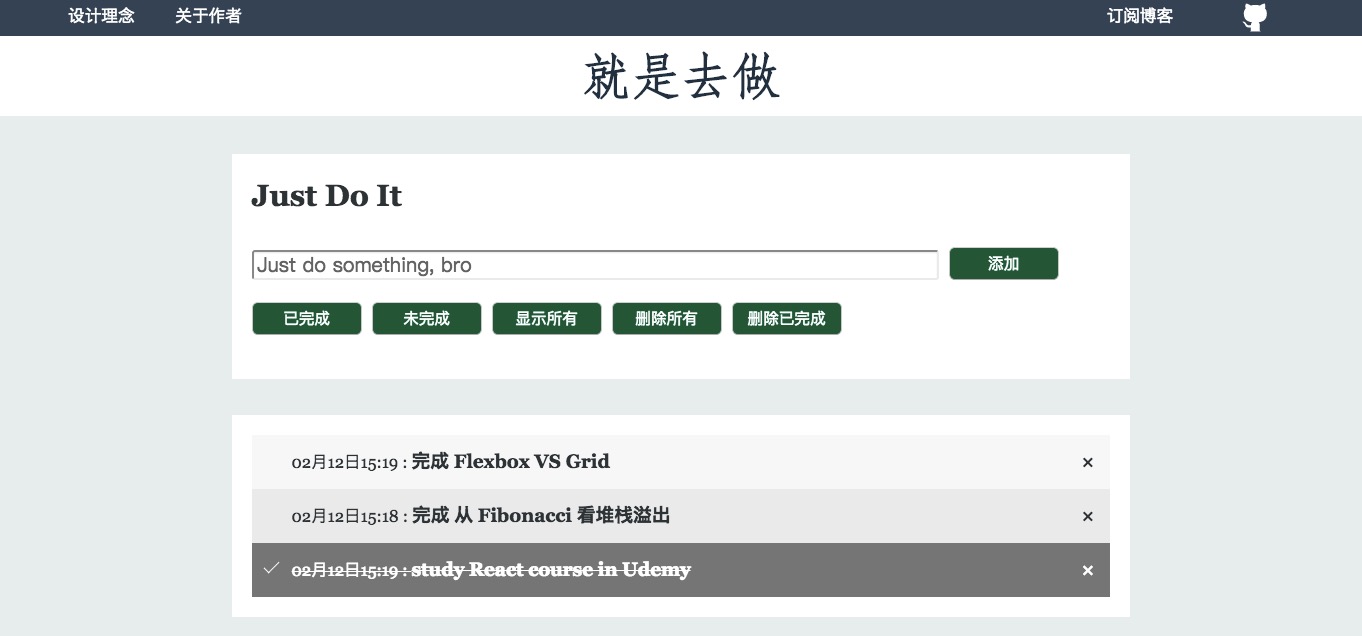 设计理念 关于作者 订阅博客
就是去做
Just Do It
Just do something, bro 添加
已完成 未完成 显示所有 删除所有 删除已完成
02月12日15:19 : 完成 Flexbox VS Grid ×
02月12日15:18 : 完成 从 Fibonacci 看堆栈溢出 ×
02月12日15:19 : study React course in Udemy ×